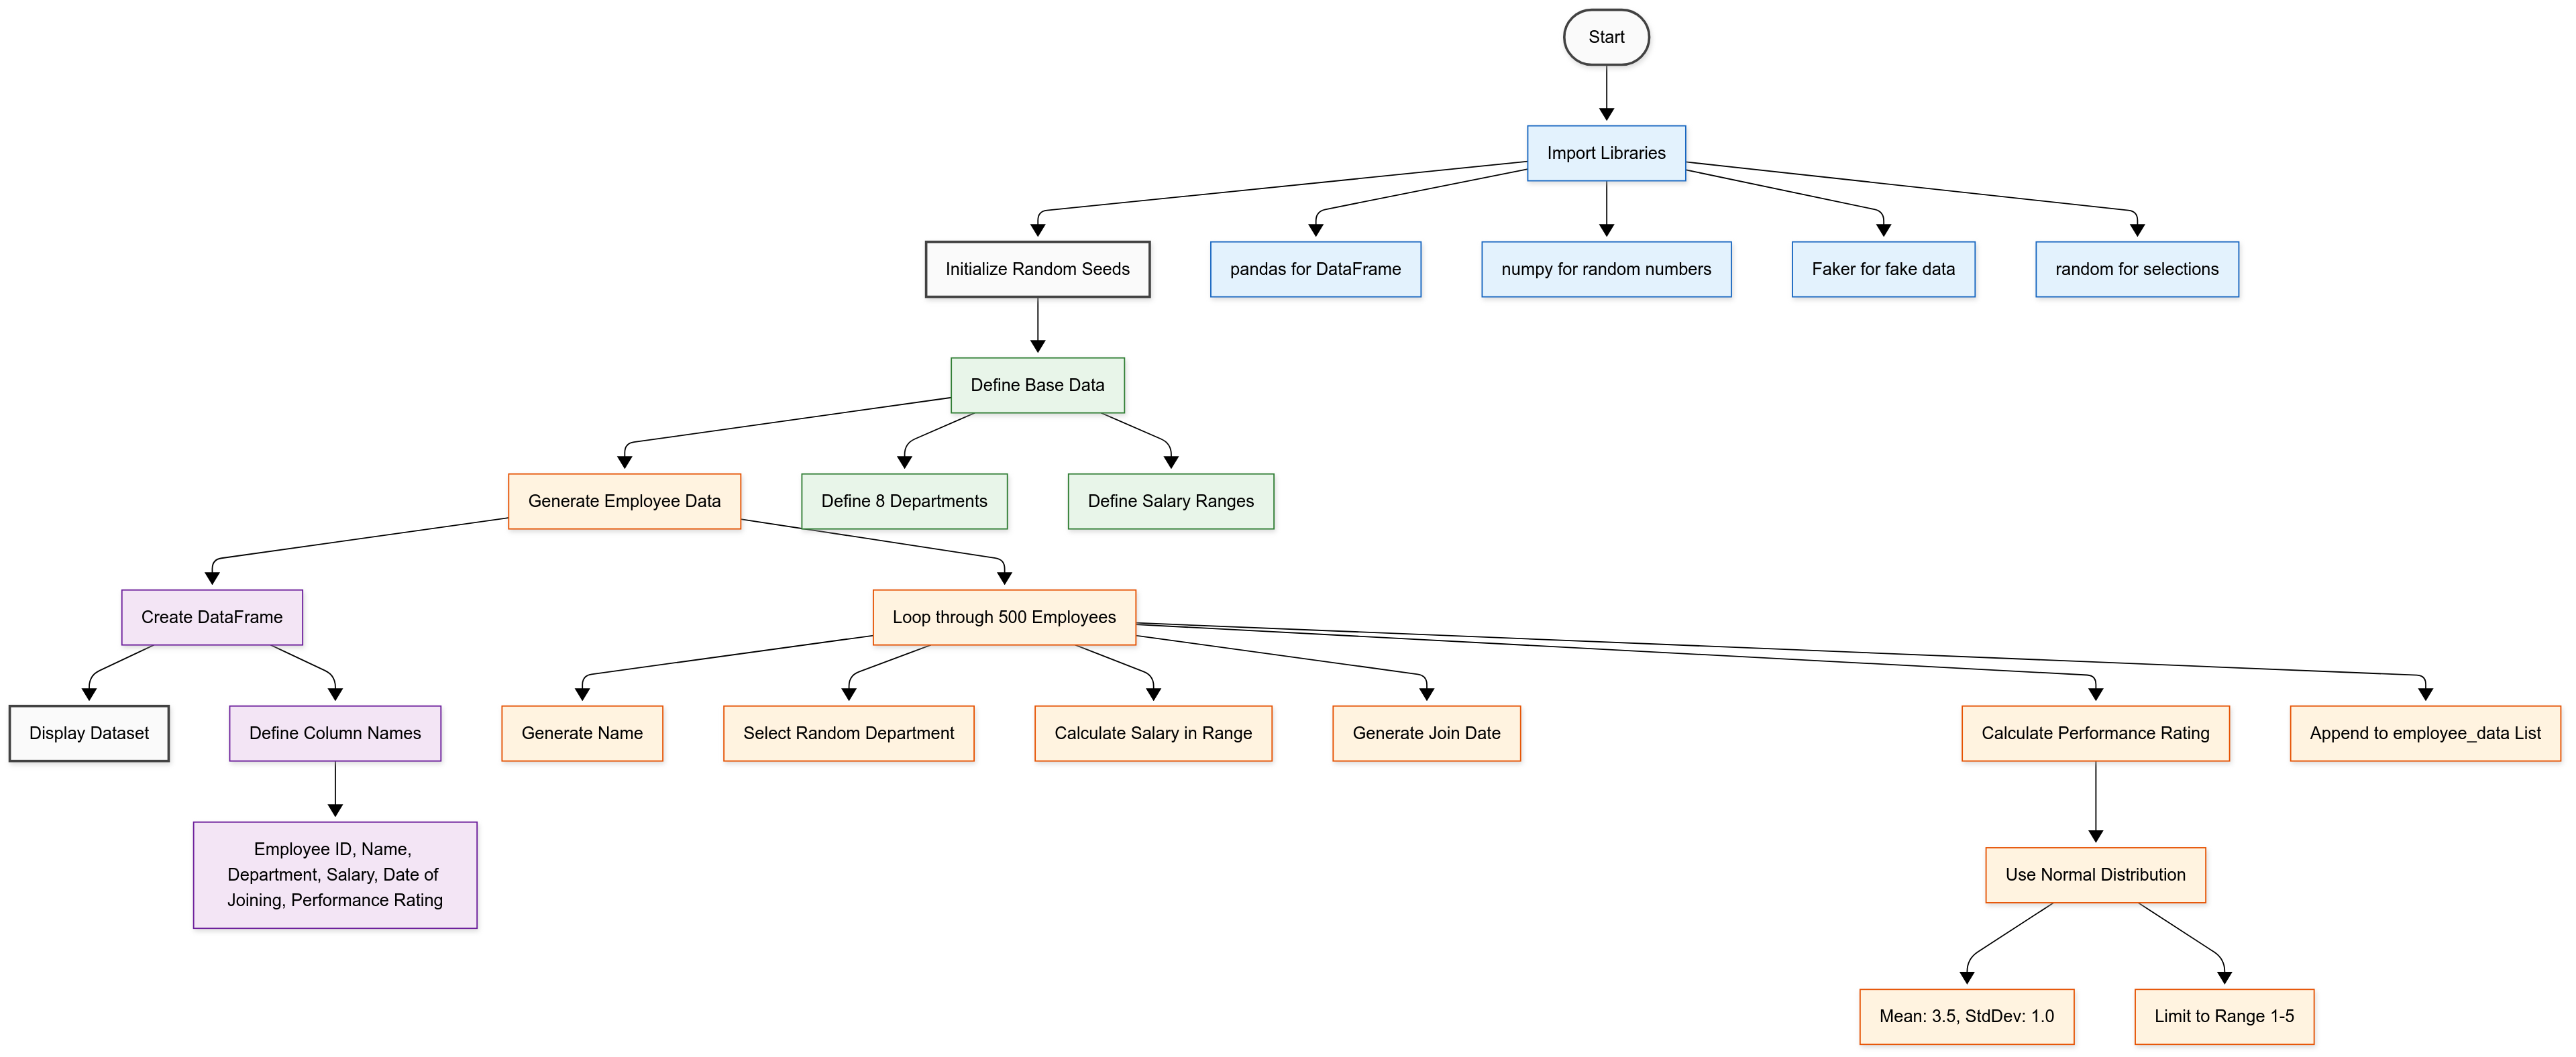 Start
Import Libraries
Initialize Random Seeds
pandas for DataFrame
numpy for random numbers
Faker for fake data
random for selections
Define Base Data
Generate Employee Data
Define 8 Departments
Define Salary Ranges
Create DataFrame
Loop through 500 Employees
Display Dataset
Define Column Names
Generate Name
Select Random Department
Calculate Salary in Range
Generate Join Date
Calculate Performance Rating
Append to employee_data List
Employee ID, Name,
Department, Salary, Date of
Joining, Performance Rating
Use Normal Distribution
Mean: 3.5, StdDev: 1.0
Limit to Range 1-5